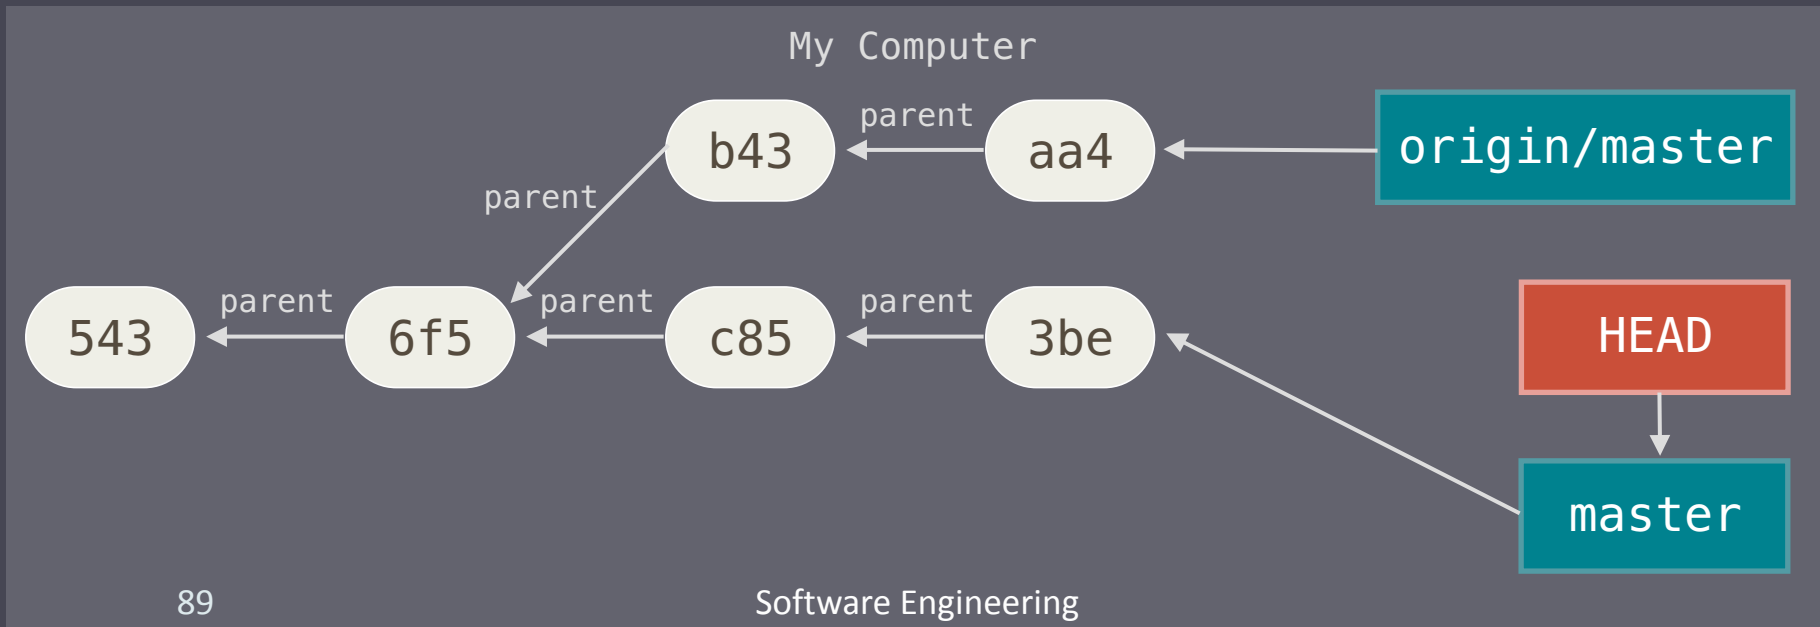 My Computer
parent
b43
aa4
origin/master
parent
parent
parent
parent
543
6f5
c85
3be
HEAD
master
89
Software Engineering